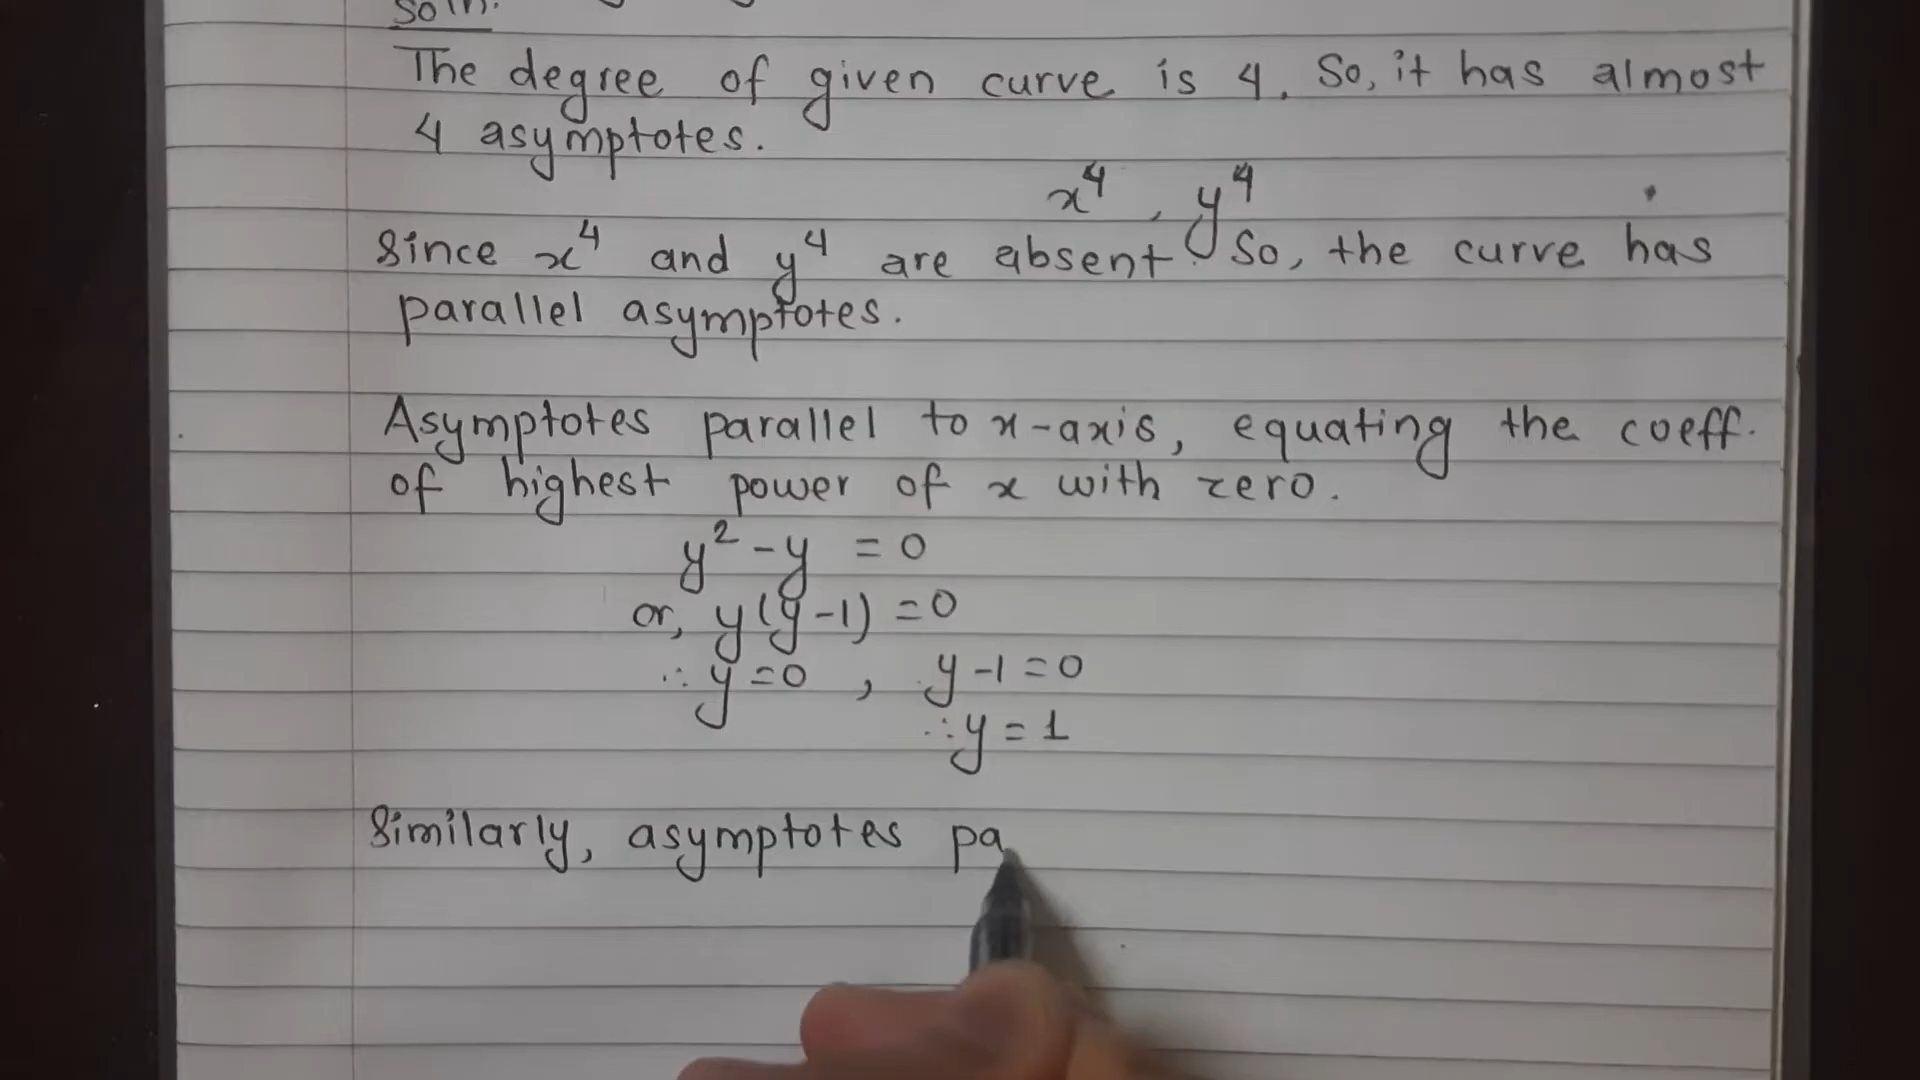 Soln.
The degree of given curve is 4. So, it has almost
4 asymptotes.
x⁴, y⁴
Since x⁴ and y⁴ are absent. So, the curve has
parallel asymptotes.
Asymptotes parallel to x-axis, equating the coeff.
of highest power of x with zero.
y² - y = 0
or, y(y-1) = 0
∴ y = 0 , y - 1 = 0
∴ y = 1
Similarly, asymptotes pa